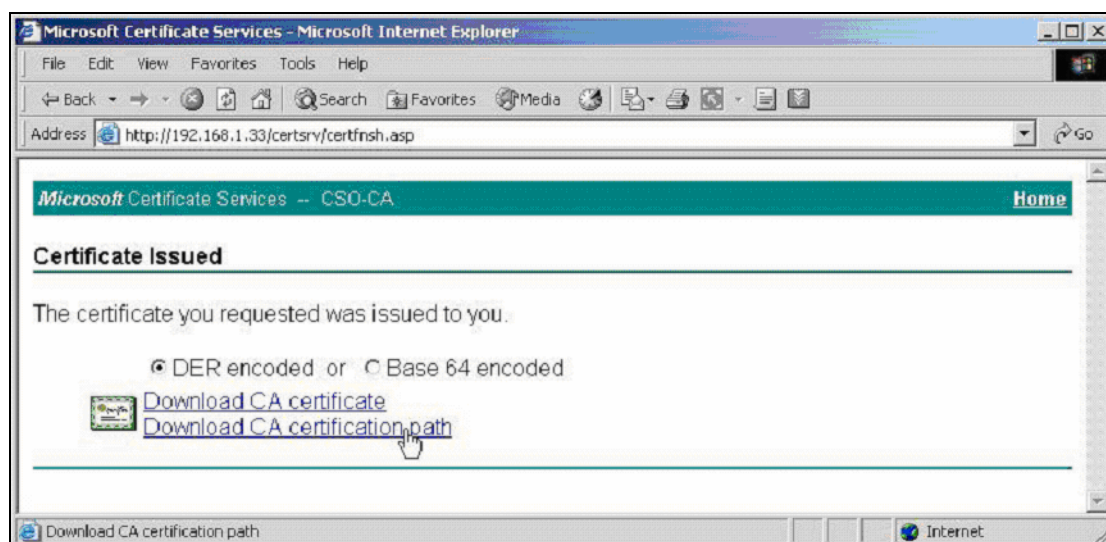 Microsoft Certificate Services - Microsoft Internet Explorer
File Edit View Favorites Tools Help
Back Search Favorites Media
Address http://192.168.1.33/certsrv/certfnsh.asp Go
Microsoft Certificate Services -- CSO-CA Home
Certificate Issued
The certificate you requested was issued to you.
DER encoded or Base 64 encoded
Download CA certificate
Download CA certification path
Download CA certification path Internet